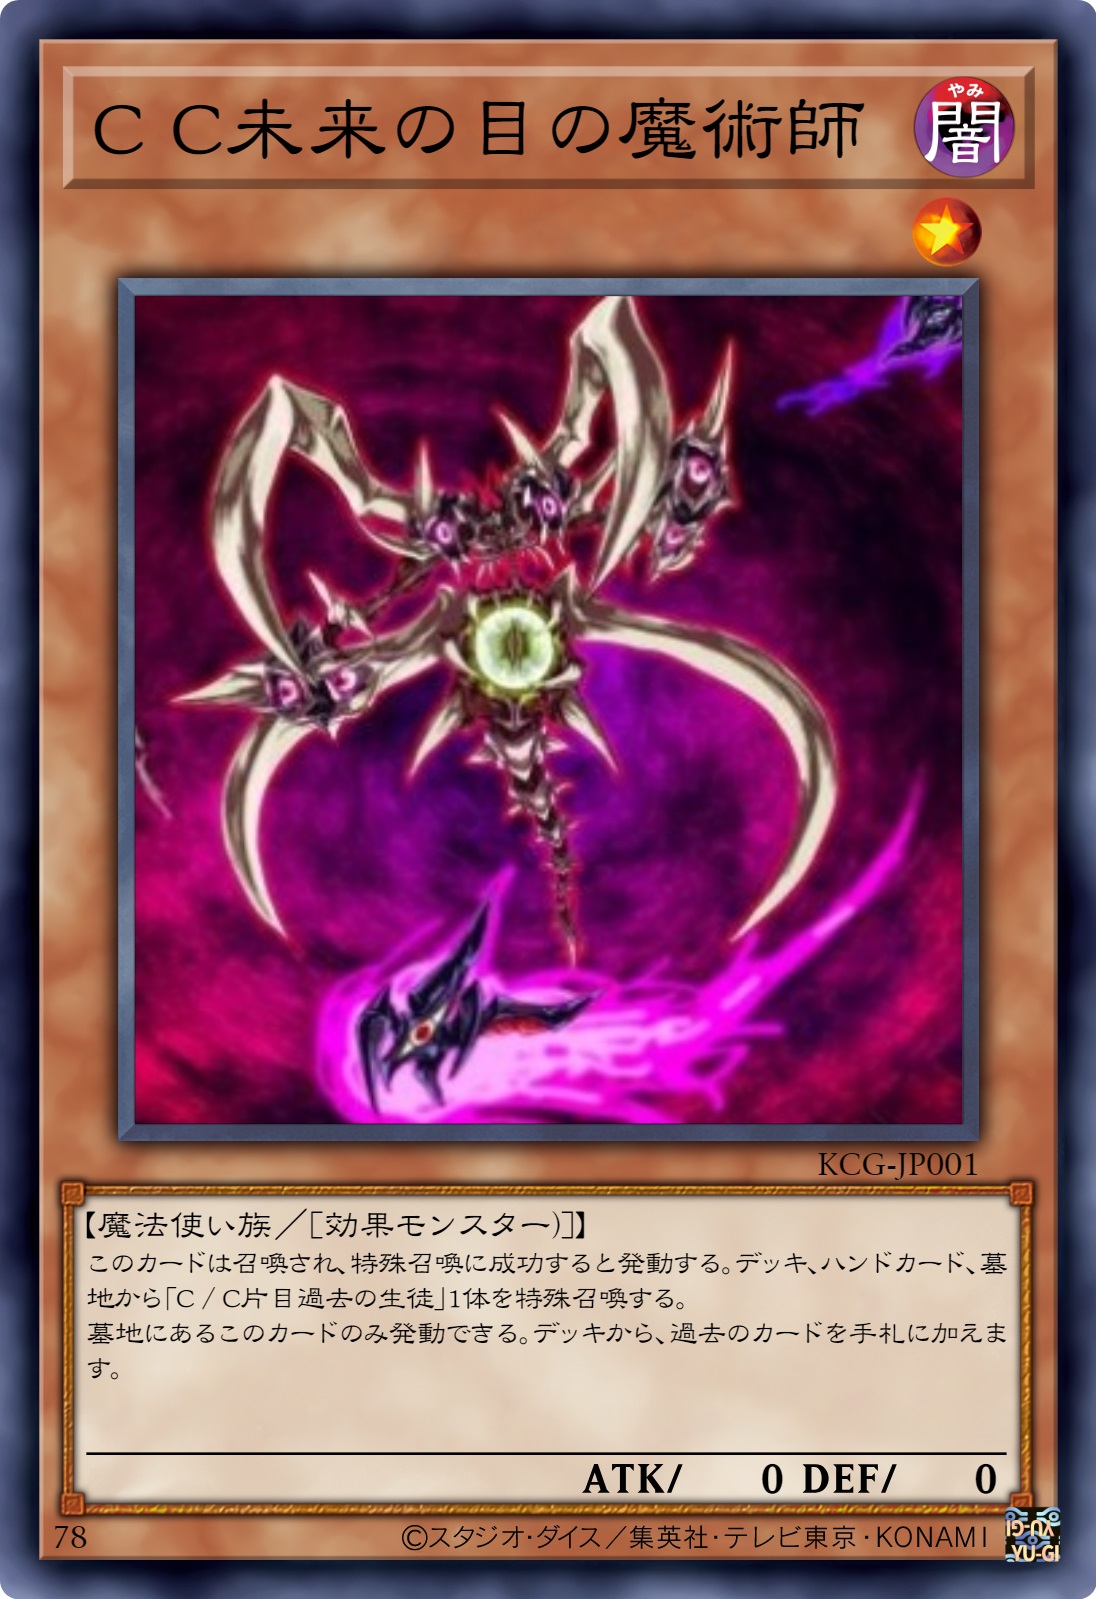 ＣＣ未来の目の魔術師
やみ
闇
KCG-JP001
【魔法使い族／[効果モンスター)]】
このカードは召喚され、特殊召喚に成功すると発動する。デッキ、ハンドカード、墓
地から「C／C片目過去の生徒」1体を特殊召喚する。
墓地にあるこのカードのみ発動できる。デッキから、過去のカードを手札に加えま
す。
ATK/ 0 DEF/ 0
78
©スタジオ・ダイス／集英社・テレビ東京・KONAMI
YU-GI
YU-GI